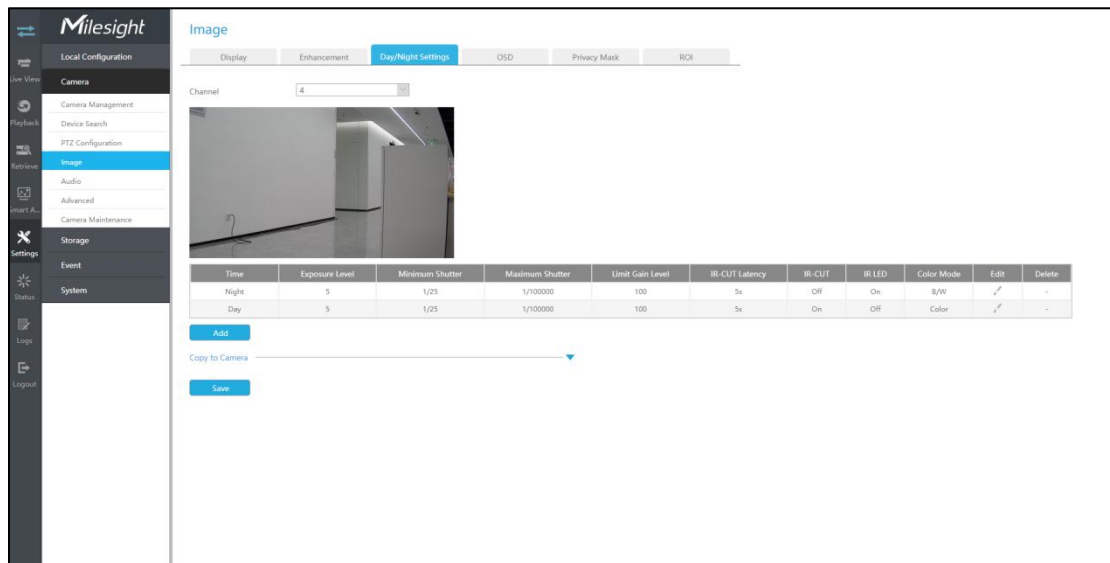 Milesight
Live View
Playback
Retrieve
Smart A...
Settings
Status
Logs
Logout
Local Configuration
Camera
Camera Management
Device Search
PTZ Configuration
Image
Audio
Advanced
Camera Maintenance
Storage
Event
System
Image
Display Enhancement Day/Night Settings OSD Privacy Mask ROI
Channel 4
Time Exposure Level Minimum Shutter Maximum Shutter Limit Gain Level IR-CUT Latency IR-CUT IR LED Color Mode Edit Delete
Night 5 1/25 1/100000 100 5s Off On B/W -
Day 5 1/25 1/100000 100 5s On Off Color -
Add
Copy to Camera
Save